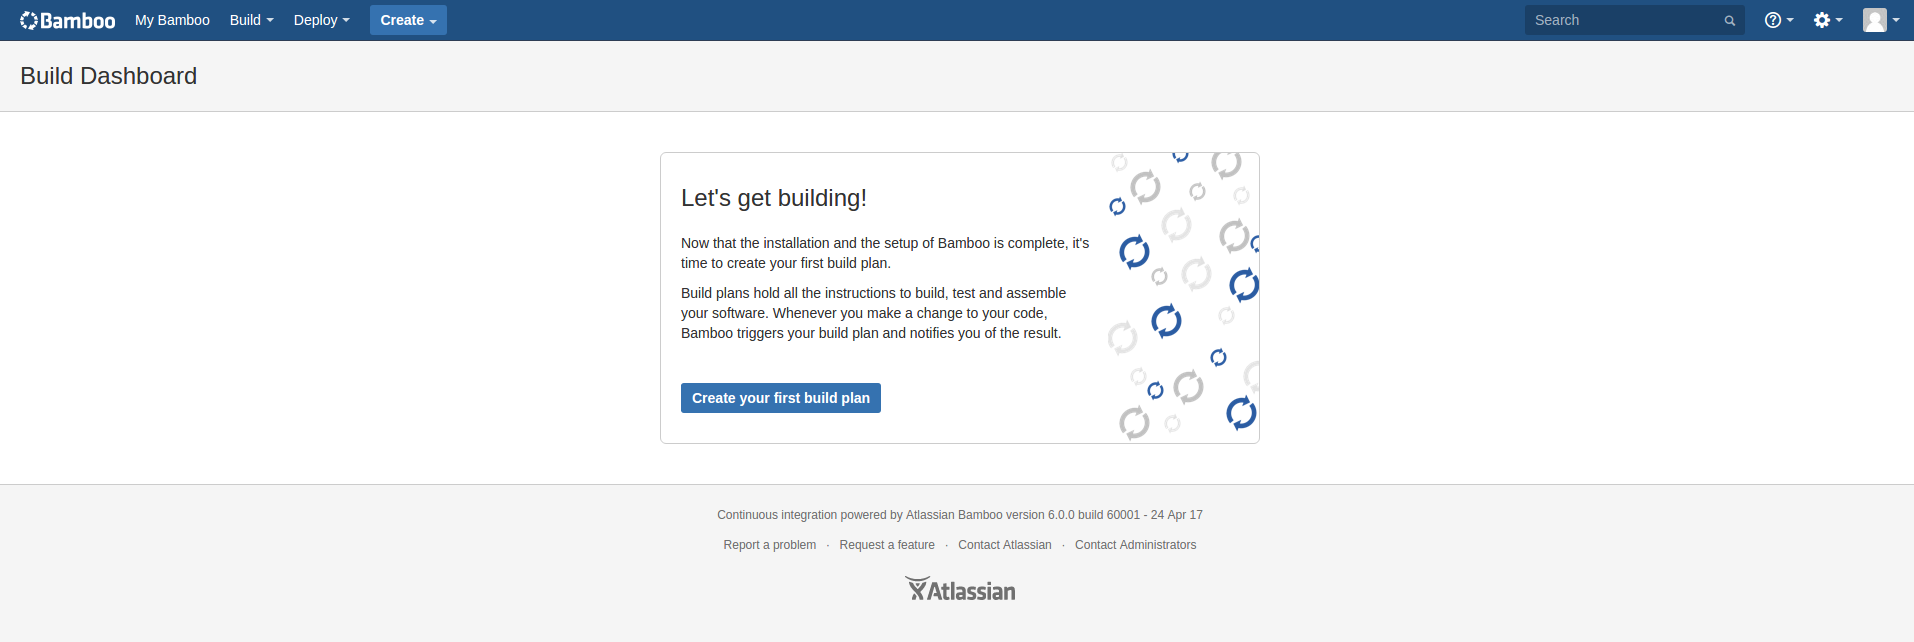 Bamboo My Bamboo Build Deploy Create Search
Build Dashboard
Let's get building!
Now that the installation and the setup of Bamboo is complete, it's
time to create your first build plan.
Build plans hold all the instructions to build, test and assemble
your software. Whenever you make a change to your code,
Bamboo triggers your build plan and notifies you of the result.
Create your first build plan
Continuous integration powered by Atlassian Bamboo version 6.0.0 build 60001 - 24 Apr 17
Report a problem · Request a feature · Contact Atlassian · Contact Administrators
Atlassian